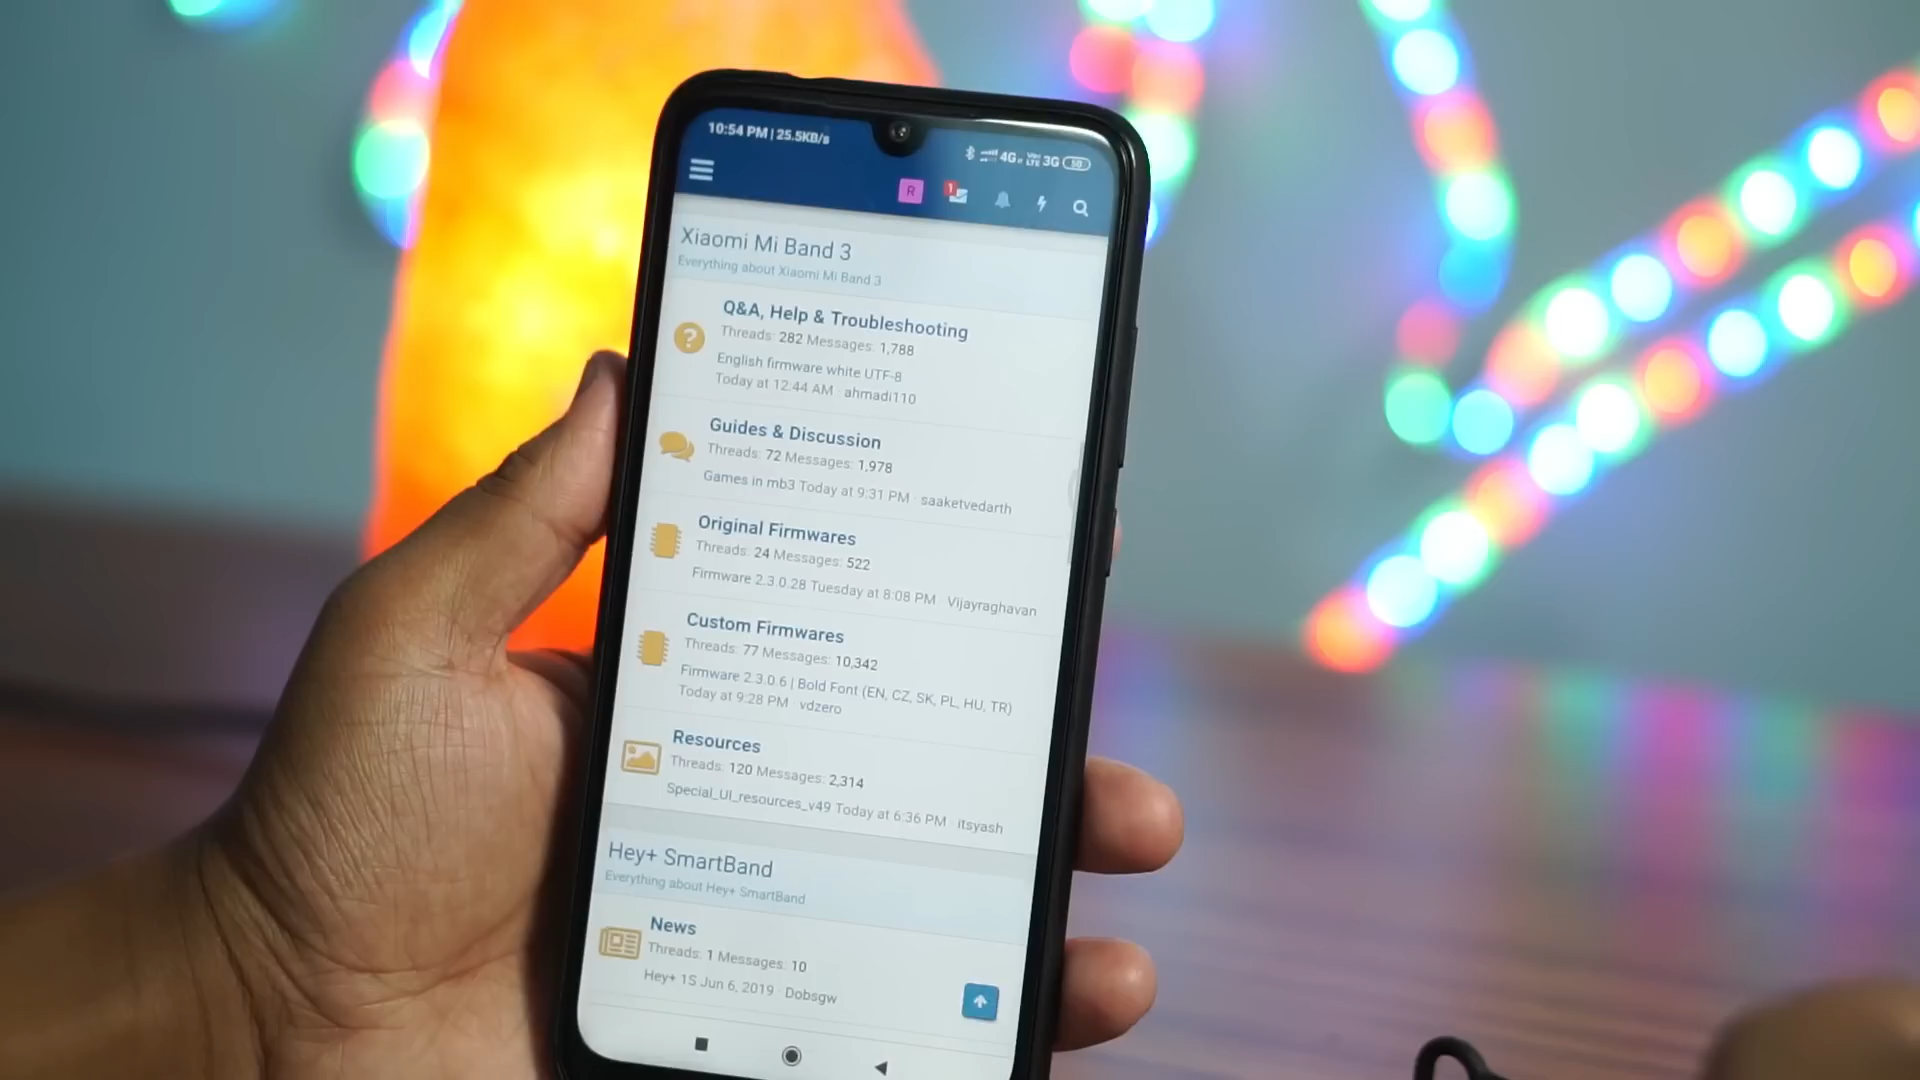 10:54 PM | 25.5KB/s
4G Vo LTE 3G 50
R 1
Xiaomi Mi Band 3
Everything about Xiaomi Mi Band 3
Q&A, Help & Troubleshooting
Threads: 282 Messages: 1,788
English firmware white UTF-8
Today at 12:44 AM · ahmadi110
Guides & Discussion
Threads: 72 Messages: 1,978
Games in mb3 Today at 9:31 PM · saaketvedarth
Original Firmwares
Threads: 24 Messages: 522
Firmware 2.3.0.28 Tuesday at 8:08 PM · Vijayraghavan
Custom Firmwares
Threads: 77 Messages: 10,342
Firmware 2.3.0.6 | Bold Font (EN, CZ, SK, PL, HU, TR)
Today at 9:28 PM · vdzero
Resources
Threads: 120 Messages: 2,314
Special_UI_resources_v49 Today at 6:36 PM · itsyash
Hey+ SmartBand
Everything about Hey+ SmartBand
News
Threads: 1 Messages: 10
Hey+ 1S Jun 6, 2019 · Dobsgw